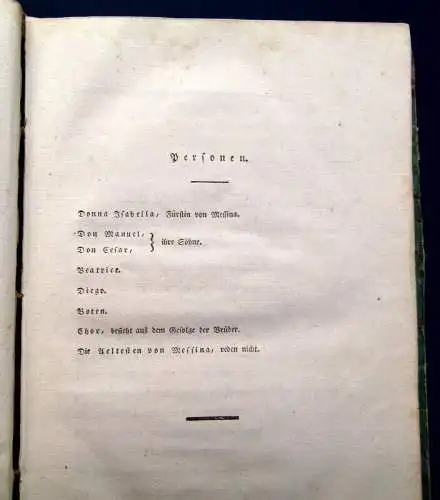 Personen.
Donna Isabella, Fürstin von Messina.
Don Manuel,
Don Cesar,
ihre Söhne.
Beatrice.
Diego.
Boten.
Chor, besteht aus dem Gefolge der Brüder.
Die Aeltesten von Messina, reden nicht.